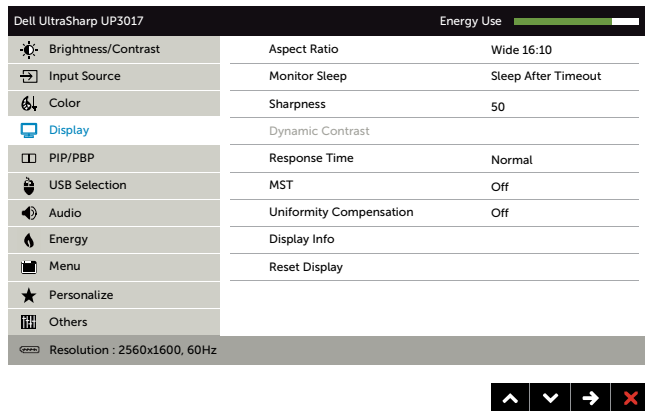 Dell UltraSharp UP3017 Energy Use
Brightness/Contrast
Input Source
Color
Display
PIP/PBP
USB Selection
Audio
Energy
Menu
Personalize
Others
Aspect Ratio Wide 16:10
Monitor Sleep Sleep After Timeout
Sharpness 50
Dynamic Contrast
Response Time Normal
MST Off
Uniformity Compensation Off
Display Info
Reset Display
Resolution : 2560x1600, 60Hz